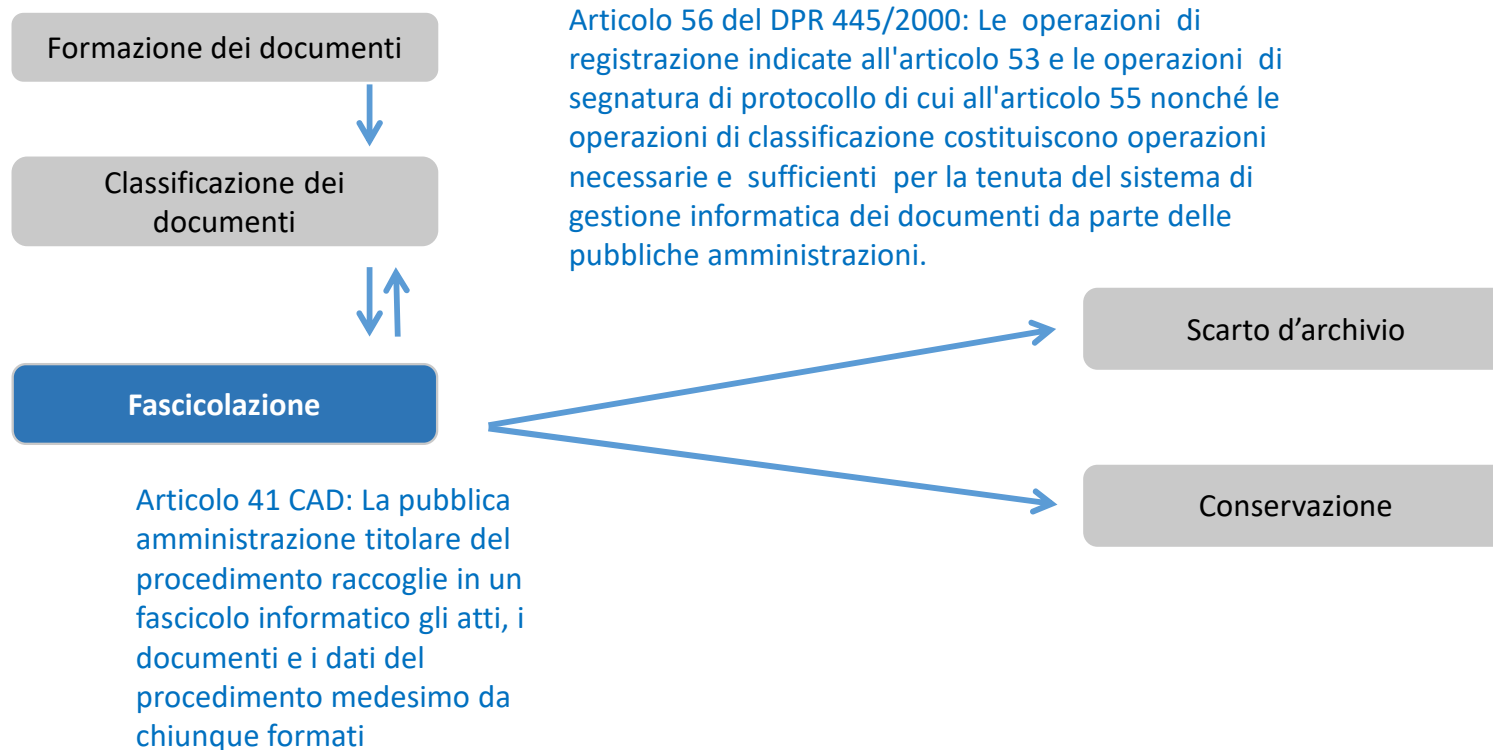 Formazione dei documenti
Classificazione dei
documenti
Fascicolazione
Articolo 41 CAD: La pubblica
amministrazione titolare del
procedimento raccoglie in un
fascicolo informatico gli atti, i
documenti e i dati del
procedimento medesimo da
chiunque formati
Articolo 56 del DPR 445/2000: Le operazioni di
registrazione indicate all'articolo 53 e le operazioni di
segnatura di protocollo di cui all'articolo 55 nonché le
operazioni di classificazione costituiscono operazioni
necessarie e sufficienti per la tenuta del sistema di
gestione informatica dei documenti da parte delle
pubbliche amministrazioni.
Scarto d’archivio
Conservazione